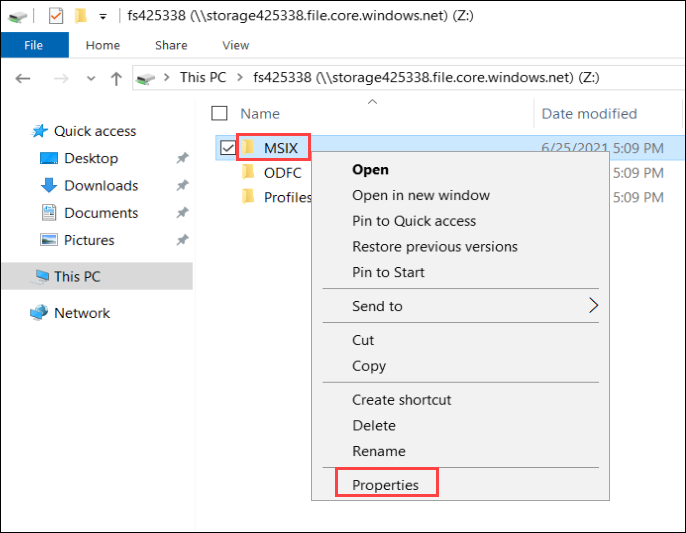 fs425338 (\\storage425338.file.core.windows.net) (Z:)
File Home Share View
This PC > fs425338 (\\storage425338.file.core.windows.net) (Z:)
Name Date modified
Quick access
Desktop
Downloads
Documents
Pictures
This PC
Network
MSIX 6/25/2021 5:09 PM
ODFC 5:09 PM
Profiles 5:09 PM
Open
Open in new window
Pin to Quick access
Restore previous versions
Pin to Start
Send to
Cut
Copy
Create shortcut
Delete
Rename
Properties